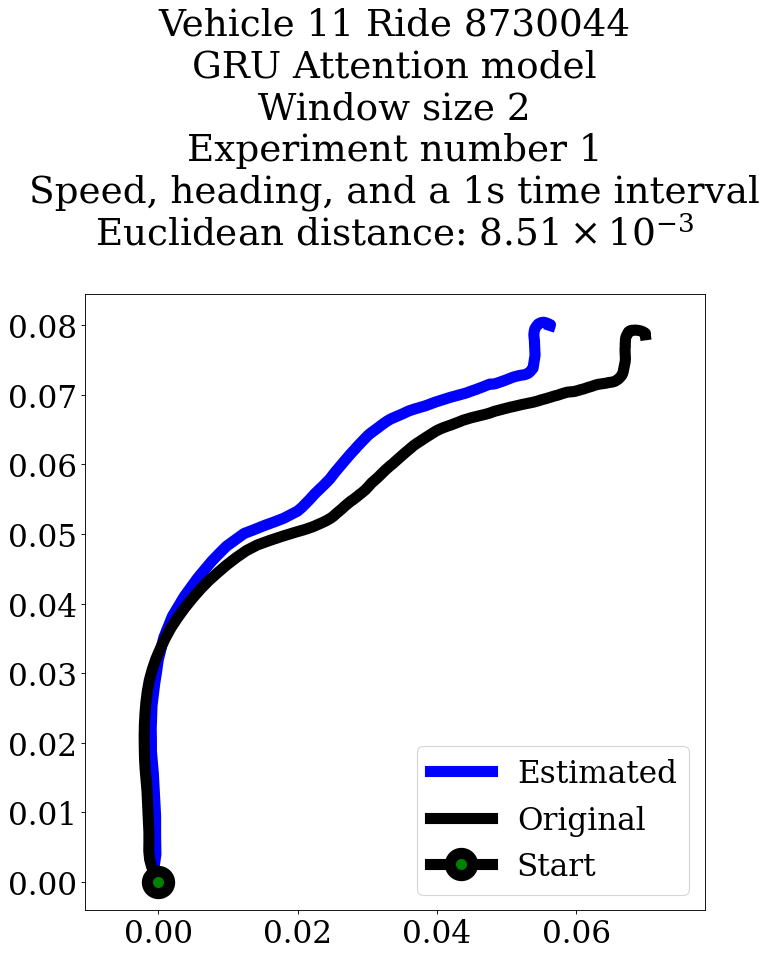 Vehicle 11 Ride 8730044
GRU Attention model
Window size 2
Experiment number 1
Speed, heading, and a 1s time interval
Euclidean distance: 8.51 × 10⁻³
0.08
0.07
0.06
0.05
0.04
0.03
0.02
0.01
0.00
Estimated
Original
Start
0.00 0.02 0.04 0.06